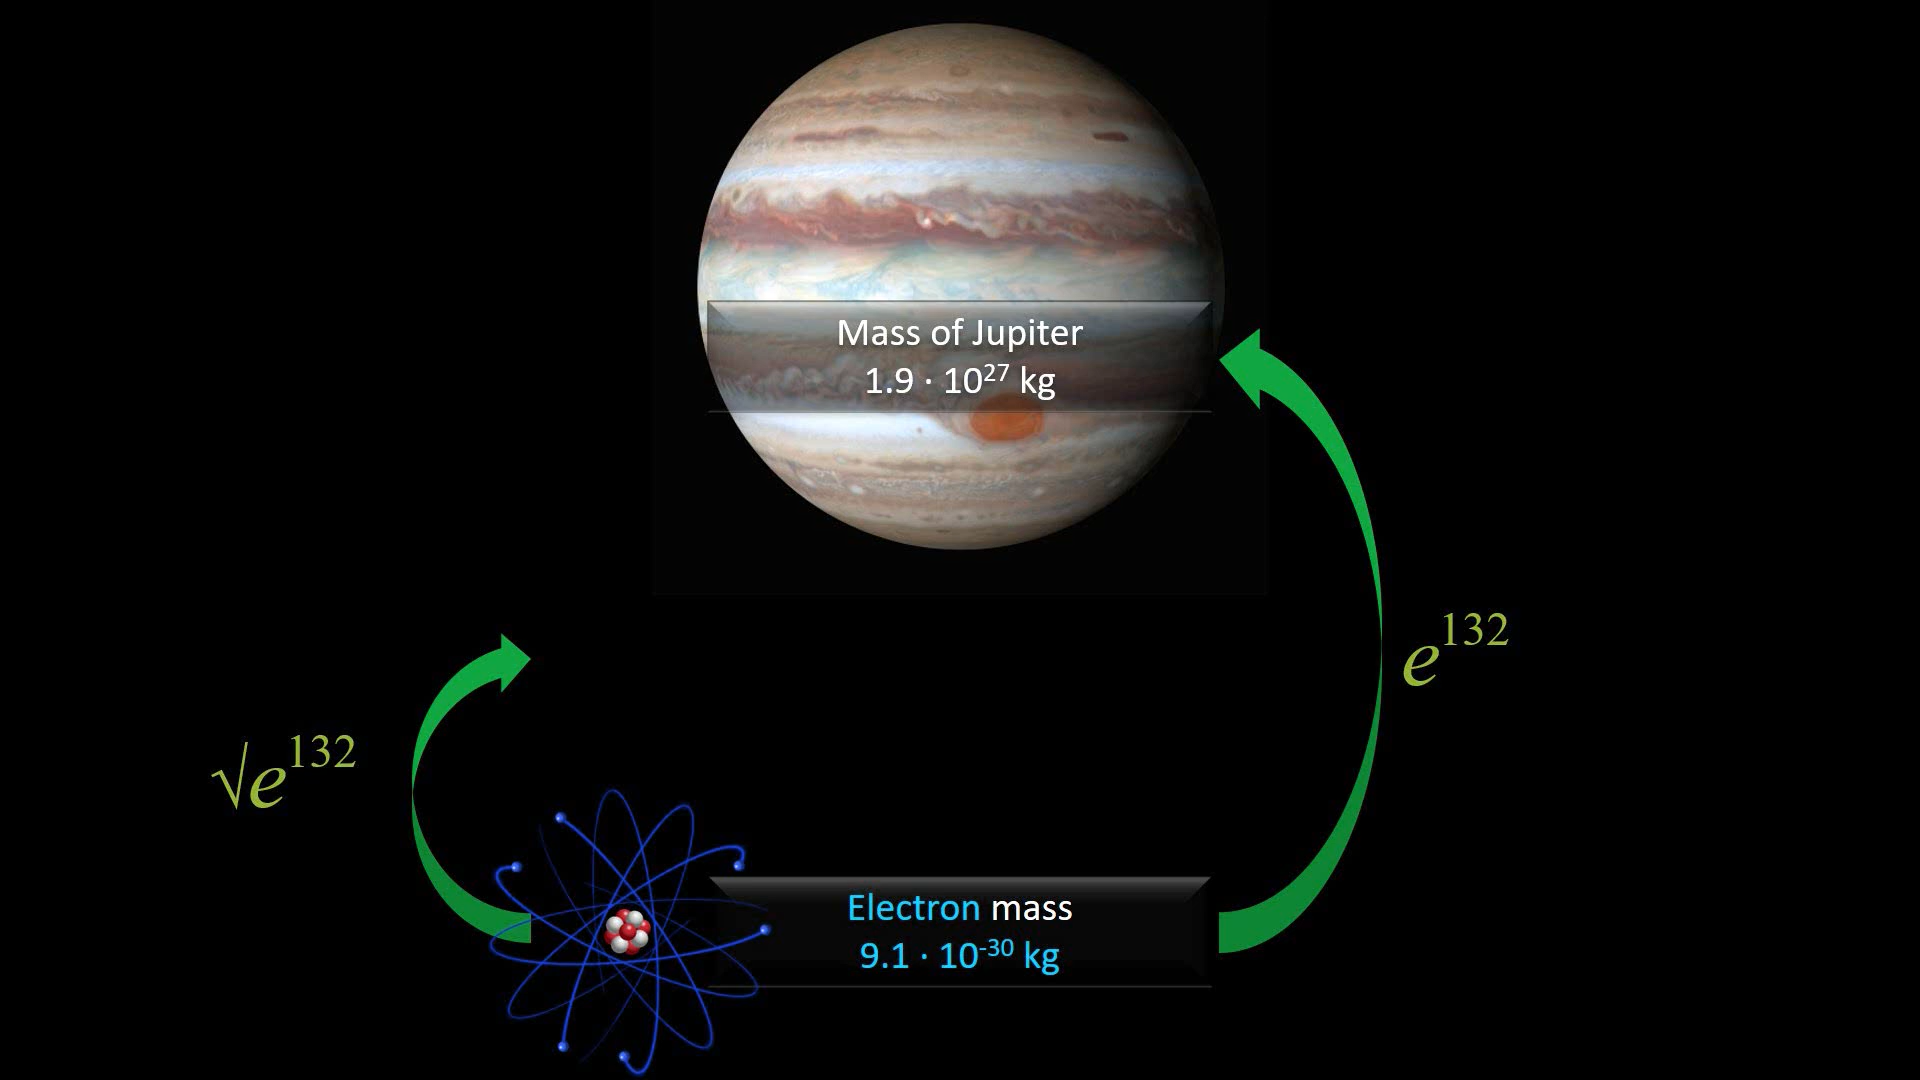 Mass of Jupiter
1.9 · 10²⁷ kg
e¹³²
√e¹³²
Electron mass
9.1 · 10⁻³⁰ kg